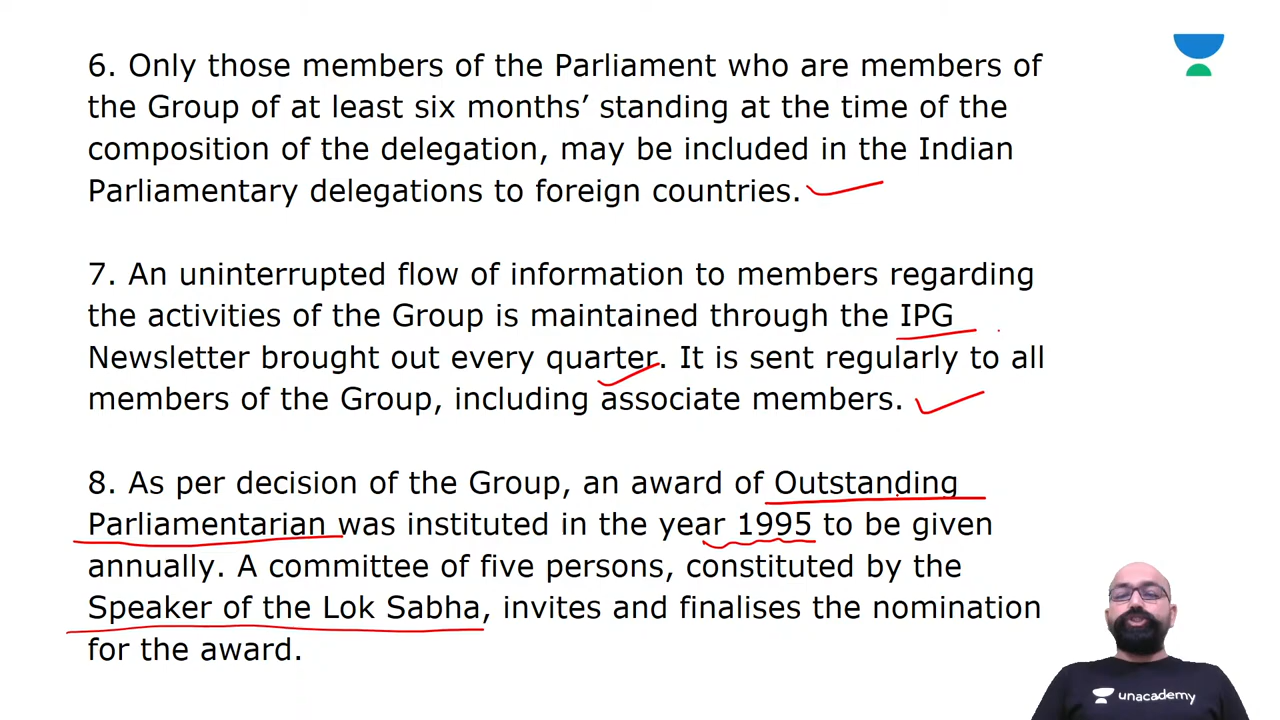 6. Only those members of the Parliament who are members of
the Group of at least six months’ standing at the time of the
composition of the delegation, may be included in the Indian
Parliamentary delegations to foreign countries.
7. An uninterrupted flow of information to members regarding
the activities of the Group is maintained through the IPG
Newsletter brought out every quarter. It is sent regularly to all
members of the Group, including associate members.
8. As per decision of the Group, an award of Outstanding
Parliamentarian was instituted in the year 1995 to be given
annually. A committee of five persons, constituted by the
Speaker of the Lok Sabha, invites and finalises the nomination
for the award.
unacademy